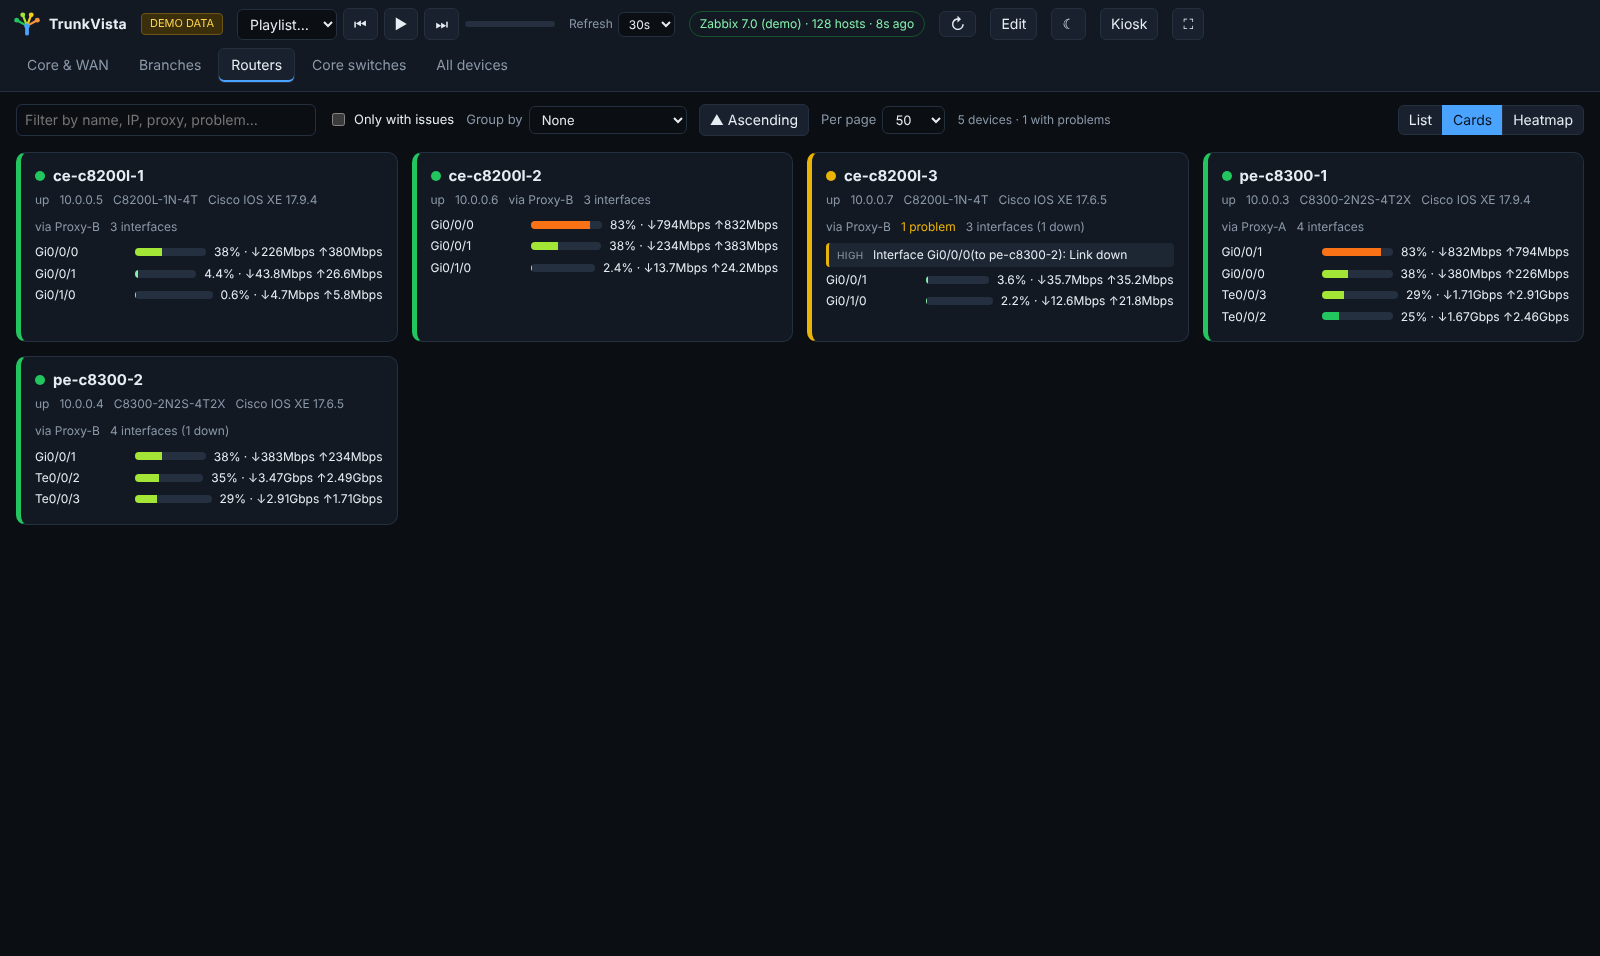 TrunkVista DEMO DATA Playlist... Refresh 30s Zabbix 7.0 (demo) · 128 hosts · 8s ago Edit Kiosk
Core & WAN Branches Routers Core switches All devices
Filter by name, IP, proxy, problem... Only with issues Group by None ▲ Ascending Per page 50 5 devices · 1 with problems List Cards Heatmap
ce-c8200l-1
up 10.0.0.5 C8200L-1N-4T Cisco IOS XE 17.9.4
via Proxy-B 3 interfaces
Gi0/0/0 38% · ↓226Mbps ↑380Mbps
Gi0/0/1 4.4% · ↓43.8Mbps ↑26.6Mbps
Gi0/1/0 0.6% · ↓4.7Mbps ↑5.8Mbps
ce-c8200l-2
up 10.0.0.6 via Proxy-B 3 interfaces
Gi0/0/0 83% · ↓794Mbps ↑832Mbps
Gi0/0/1 38% · ↓234Mbps ↑383Mbps
Gi0/1/0 2.4% · ↓13.7Mbps ↑24.2Mbps
ce-c8200l-3
up 10.0.0.7 C8200L-1N-4T Cisco IOS XE 17.6.5
via Proxy-B 1 problem 3 interfaces (1 down)
HIGH Interface Gi0/0/0(to pe-c8300-2): Link down
Gi0/0/1 3.6% · ↓35.7Mbps ↑35.2Mbps
Gi0/1/0 2.2% · ↓12.6Mbps ↑21.8Mbps
pe-c8300-1
up 10.0.0.3 C8300-2N2S-4T2X Cisco IOS XE 17.9.4
via Proxy-A 4 interfaces
Gi0/0/1 83% · ↓832Mbps ↑794Mbps
Gi0/0/0 38% · ↓380Mbps ↑226Mbps
Te0/0/3 29% · ↓1.71Gbps ↑2.91Gbps
Te0/0/2 25% · ↓1.67Gbps ↑2.46Gbps
pe-c8300-2
up 10.0.0.4 C8300-2N2S-4T2X Cisco IOS XE 17.6.5
via Proxy-B 4 interfaces (1 down)
Gi0/0/1 38% · ↓383Mbps ↑234Mbps
Te0/0/2 35% · ↓3.47Gbps ↑2.49Gbps
Te0/0/3 29% · ↓2.91Gbps ↑1.71Gbps